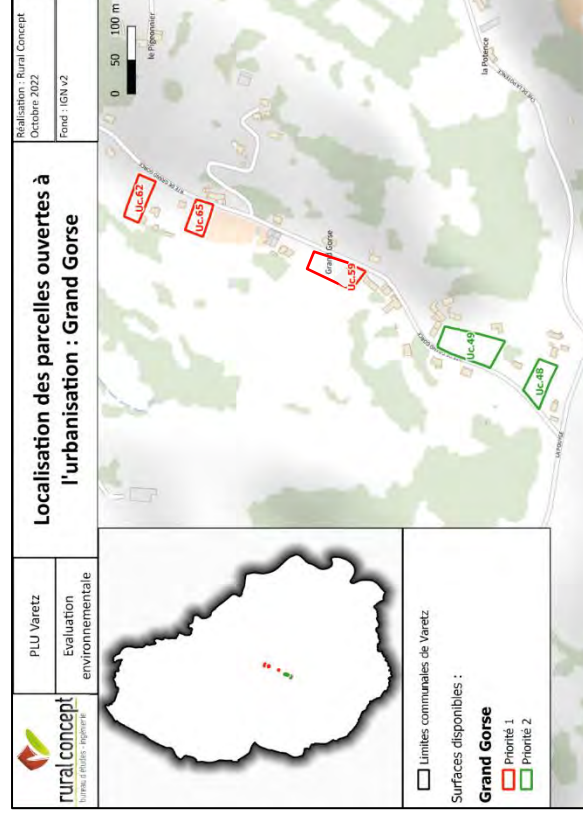 rural concept
bureau d'études - ingénierie
PLU Varetz
Evaluation
environnementale
Localisation des parcelles ouvertes à
l'urbanisation : Grand Gorse
Réalisation : Rural Concept
Octobre 2022
Fond : IGN v2
Limites communales de Varetz
Surfaces disponibles :
Grand Gorse
Priorité 1
Priorité 2
0 50 100 m
le Pigeonnier
Uc.62
Uc.65
Grand Gorse
Uc.59
Uc.49
Uc.48
la Potence